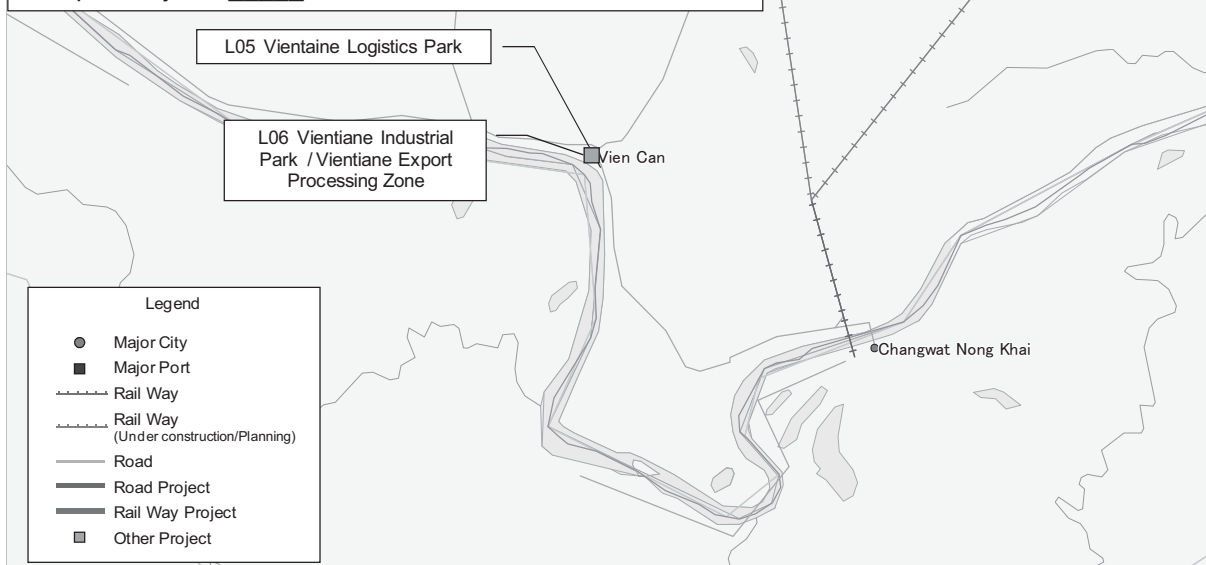 L05 Vientaine Logistics Park
L06 Vientiane Industrial
Park / Vientiane Export
Processing Zone
Vien Can
Changwat Nong Khai
Legend
Major City
Major Port
Rail Way
Rail Way
(Under construction/Planning)
Road
Road Project
Rail Way Project
Other Project